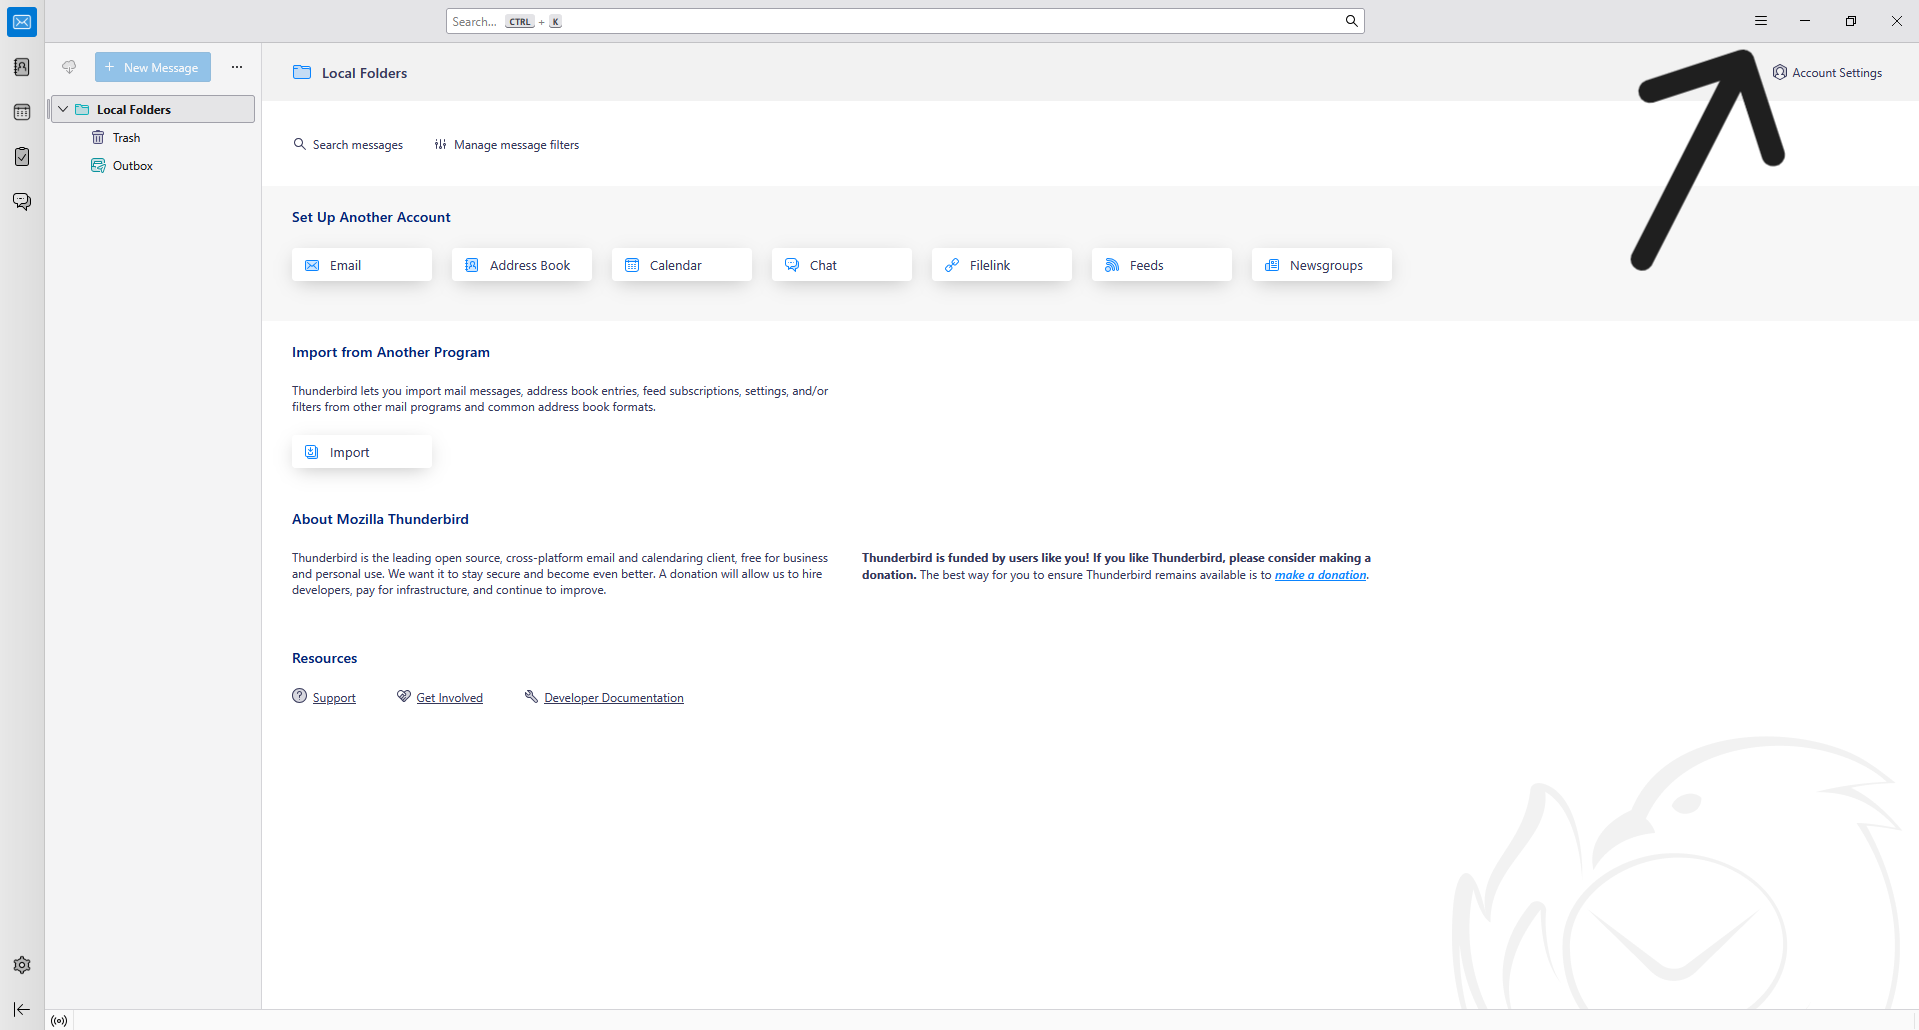 Search... CTRL + K
New Message
Local Folders
Account Settings
Local Folders
Trash
Outbox
Search messages
Manage message filters
Set Up Another Account
Email
Address Book
Calendar
Chat
Filelink
Feeds
Newsgroups
Import from Another Program
Thunderbird lets you import mail messages, address book entries, feed subscriptions, settings, and/or
filters from other mail programs and common address book formats.
Import
About Mozilla Thunderbird
Thunderbird is the leading open source, cross-platform email and calendaring client, free for business
and personal use. We want it to stay secure and become even better. A donation will allow us to hire
developers, pay for infrastructure, and continue to improve.
Thunderbird is funded by users like you! If you like Thunderbird, please consider making a
donation. The best way for you to ensure Thunderbird remains available is to make a donation.
Resources
Support
Get Involved
Developer Documentation